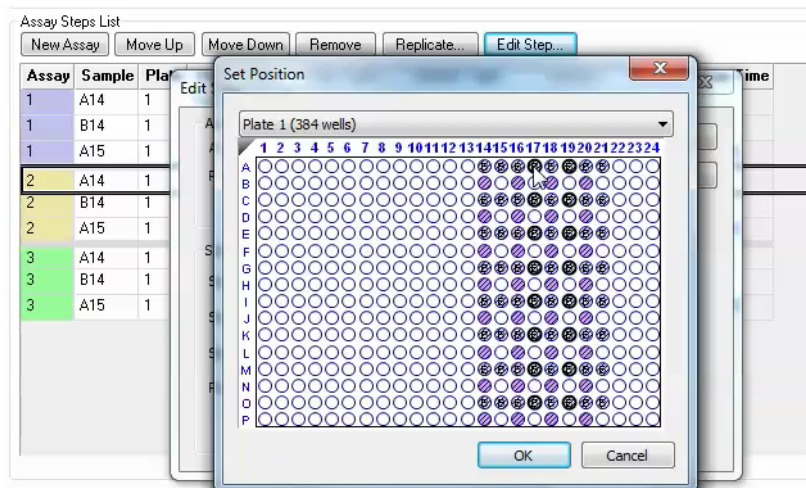 Assay Steps List
New Assay Move Up Move Down Remove Replicate... Edit Step...
Assay Sample ime
1 A14 1
1 B14 1
1 A15 1
2 A14 1
2 B14 1
2 A15 1
3 A14 1
3 B14 1
3 A15 1
Edit
Set Position
Plate 1 (384 wells)
1 2 3 4 5 6 7 8 9 10 11 12 13 14 15 16 17 18 19 20 21 22 23 24
A
B
C
D
E
F
G
H
I
J
K
L
M
N
O
P
OK Cancel